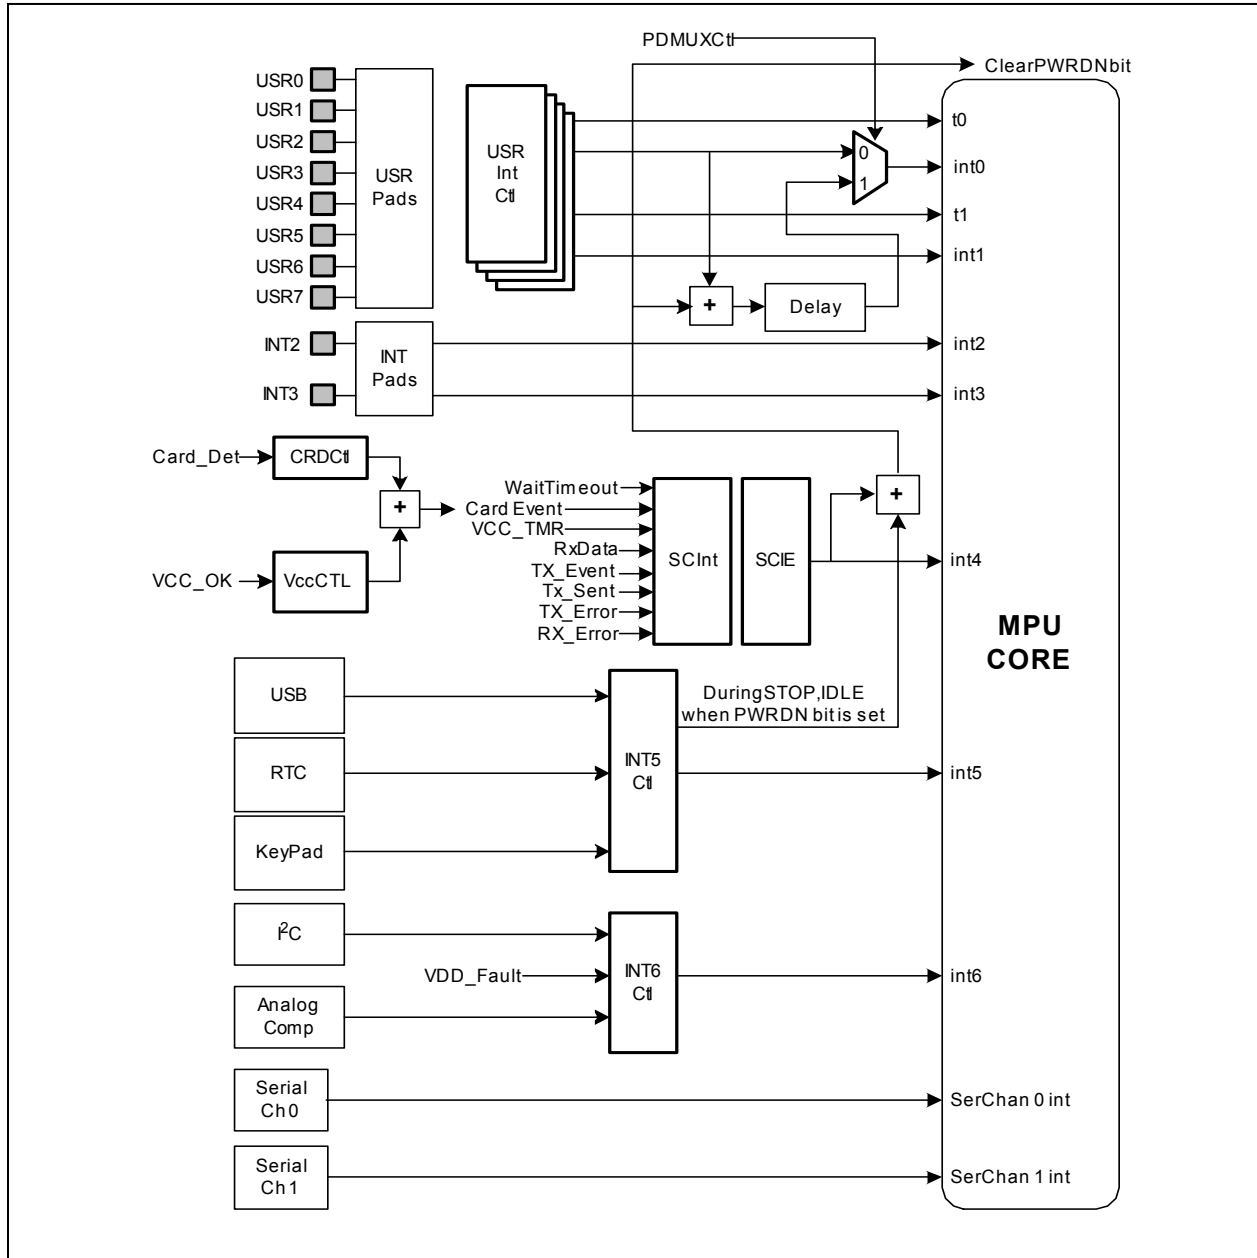 PDMUXCtl
ClearPWRDNbit
USR0
USR1
USR2
USR3
USR4
USR5
USR6
USR7
USR
Pads
USR
Int
Ctl
0
1
t0
int0
t1
int1
+
Delay
INT2
INT3
INT
Pads
int2
int3
Card_Det
CRDCtl
+
VCC_OK
VccCTL
WaitTimeout
Card Event
VCC_TMR
RxData
TX_Event
Tx_Sent
TX_Error
RX_Error
SCInt
SCIE
+
int4
MPU
CORE
USB
RTC
KeyPad
INT5
Ctl
During STOP, IDLE
when PWRDN bit is set
int5
I²C
VDD_Fault
Analog
Comp
INT6
Ctl
int6
Serial
Ch 0
SerChan 0 int
Serial
Ch 1
SerChan 1 int